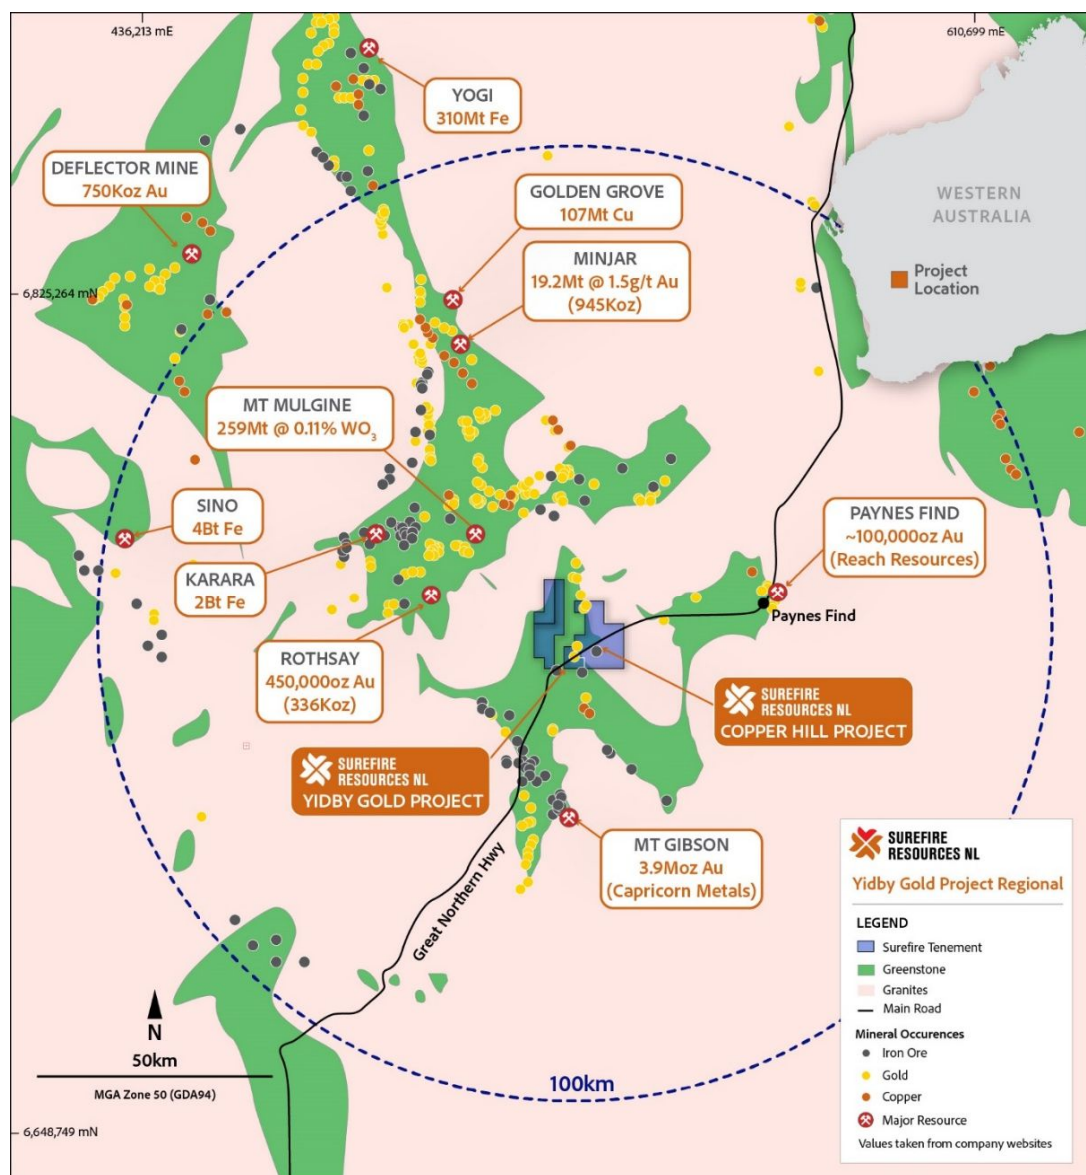 436,213 mE
610,699 mE
YOGI
310Mt Fe
DEFLECTOR MINE
750Koz Au
GOLDEN GROVE
107Mt Cu
WESTERN
AUSTRALIA
MINJAR
19.2Mt @ 1.5g/t Au
(945Koz)
Project
Location
6,825,264 mN
MT MULGINE
259Mt @ 0.11% WO₃
SINO
4Bt Fe
PAYNES FIND
~100,000oz Au
(Reach Resources)
KARARA
2Bt Fe
Paynes Find
ROTHSAY
450,000oz Au
(336Koz)
SUREFIRE
RESOURCES NL
COPPER HILL PROJECT
SUREFIRE
RESOURCES NL
YIDBY GOLD PROJECT
MT GIBSON
3.9Moz Au
(Capricorn Metals)
Great Northern Hwy
SUREFIRE
RESOURCES NL
Yidby Gold Project Regional
LEGEND
Surefire Tenement
Greenstone
Granites
Main Road
Mineral Occurences
Iron Ore
Gold
Copper
Major Resource
Values taken from company websites
N
50km
MGA Zone 50 (GDA94)
100km
6,648,749 mN